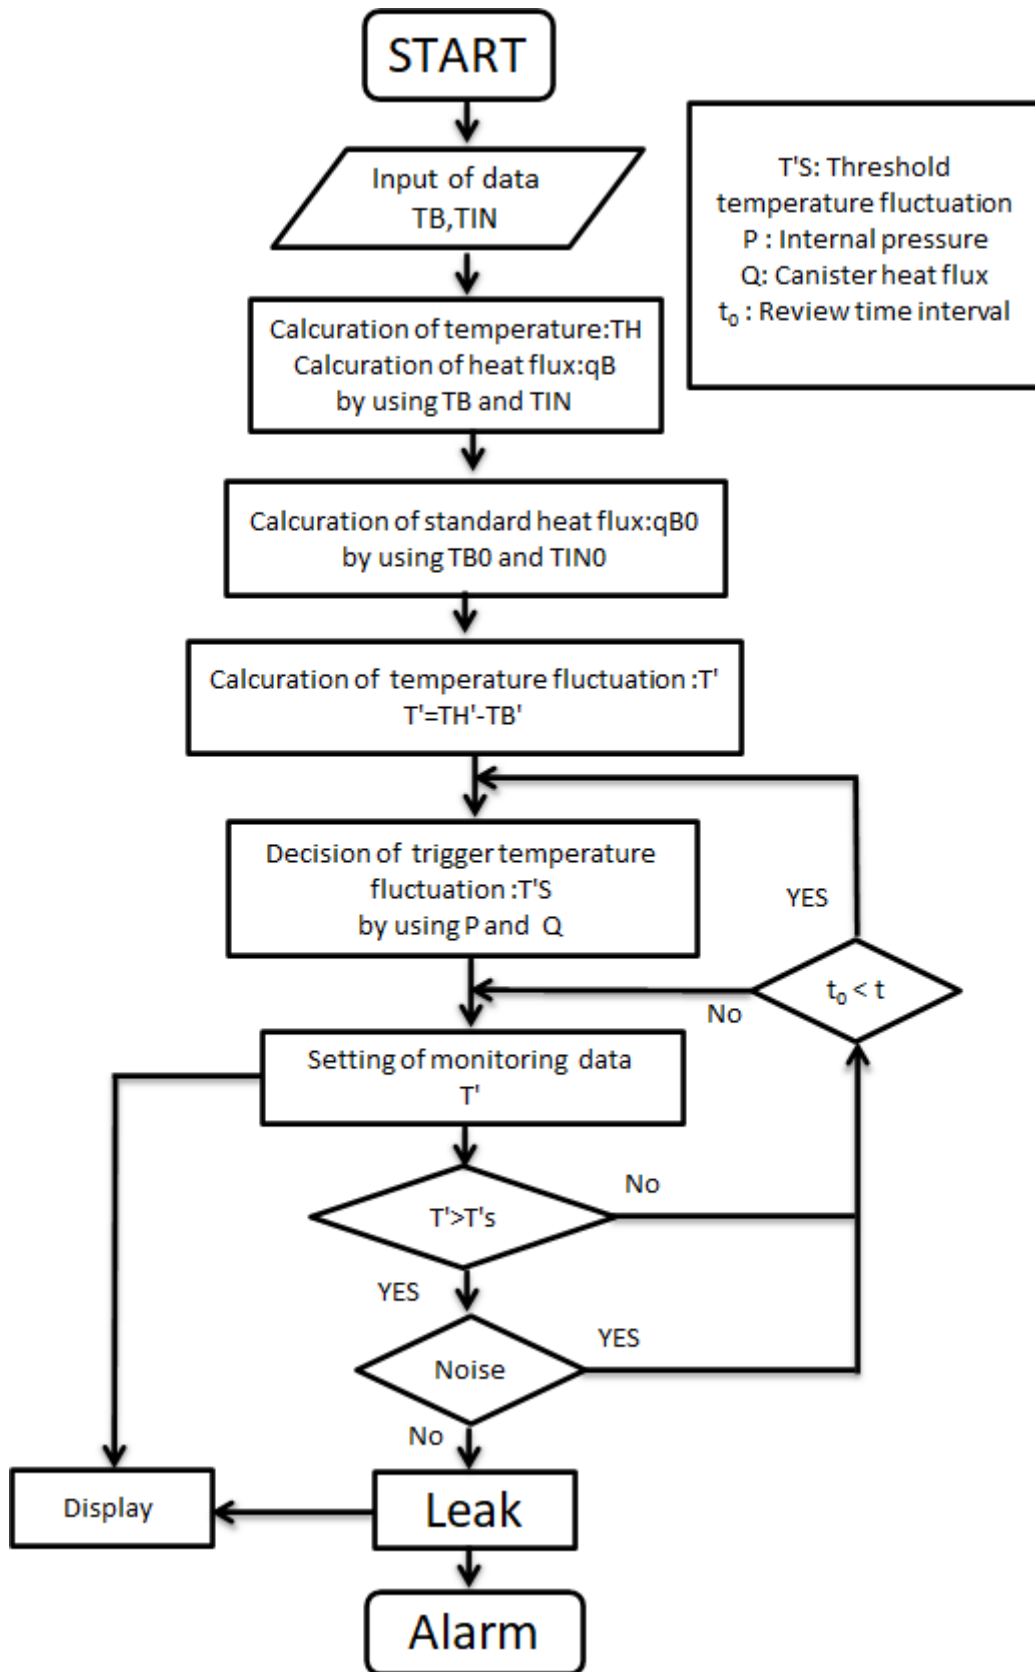 START
Input of data
TB,TIN
T'S: Threshold
temperature fluctuation
P : Internal pressure
Q: Canister heat flux
t₀ : Review time interval
Calcuration of temperature:TH
Calcuration of heat flux:qB
by using TB and TIN
Calcuration of standard heat flux:qB0
by using TB0 and TIN0
Calcuration of temperature fluctuation :T'
T'=TH'-TB'
Decision of trigger temperature
fluctuation :T'S
by using P and Q
YES
t₀ < t
No
Setting of monitoring data
T'
T'>T's
No
YES
Noise
YES
No
Display
Leak
Alarm